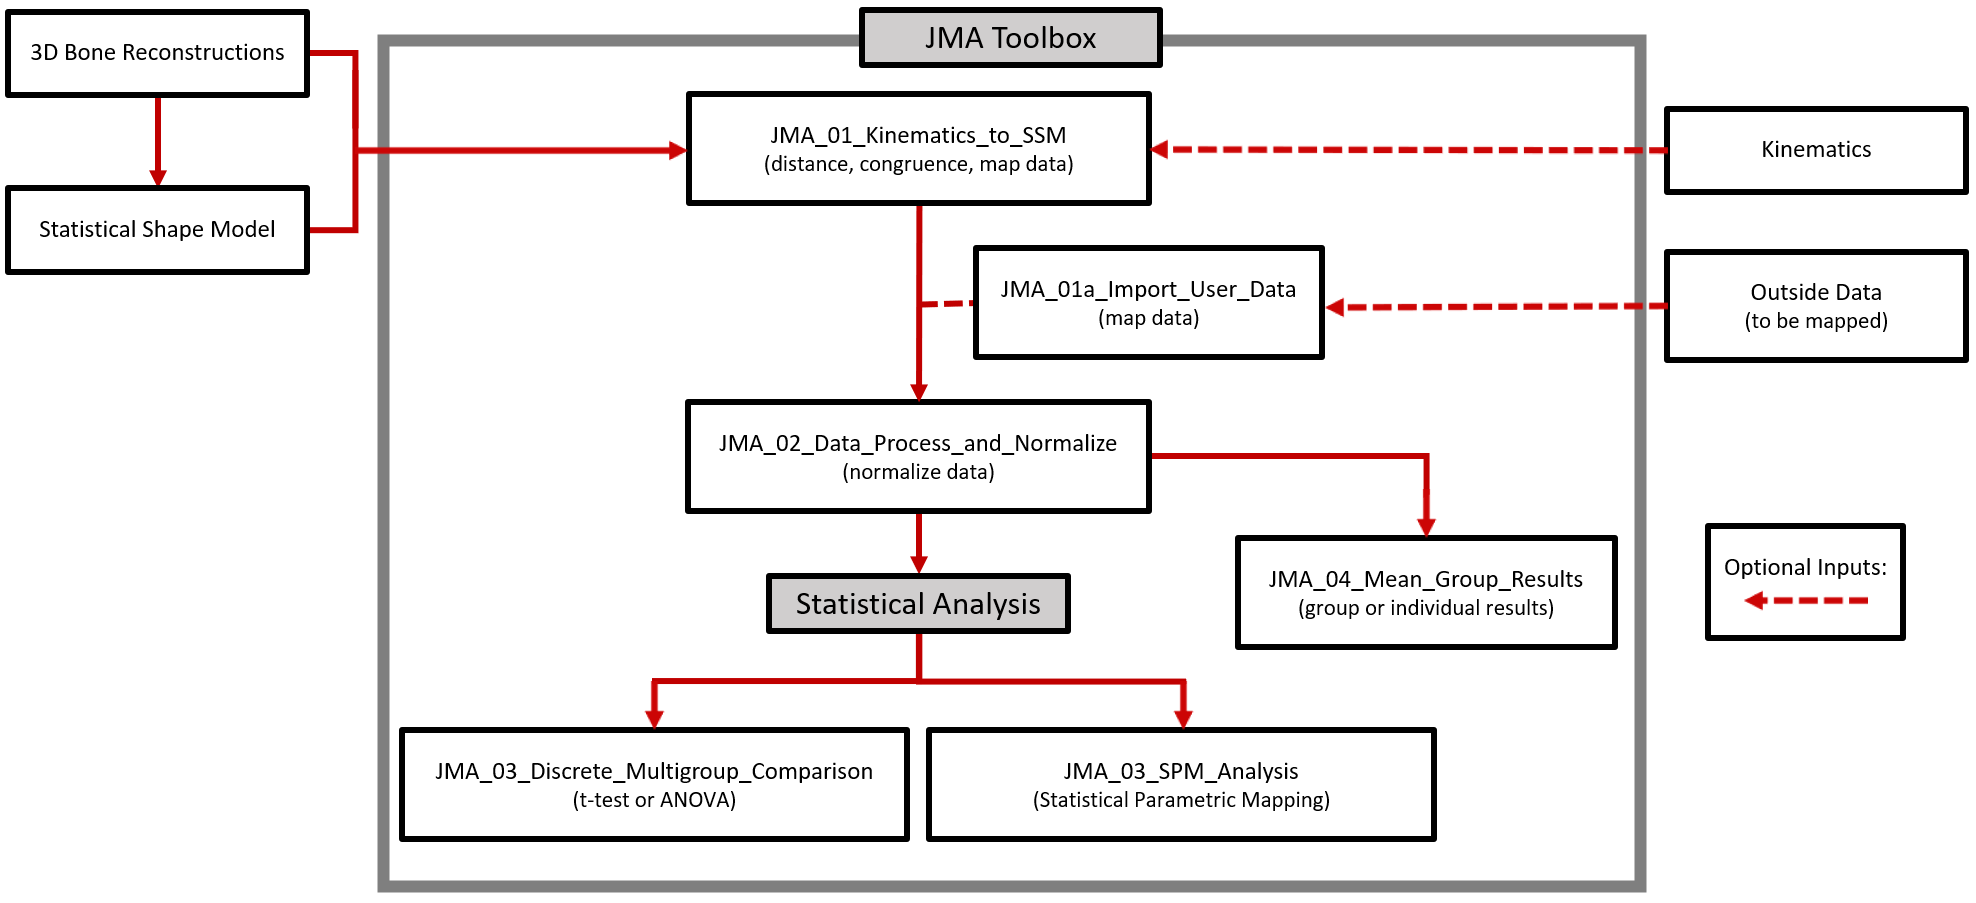 JMA Toolbox
3D Bone Reconstructions
Statistical Shape Model
JMA_01_Kinematics_to_SSM
(distance, congruence, map data)
Kinematics
JMA_01a_Import_User_Data
(map data)
Outside Data
(to be mapped)
JMA_02_Data_Process_and_Normalize
(normalize data)
Statistical Analysis
JMA_04_Mean_Group_Results
(group or individual results)
Optional Inputs:
JMA_03_Discrete_Multigroup_Comparison
(t-test or ANOVA)
JMA_03_SPM_Analysis
(Statistical Parametric Mapping)